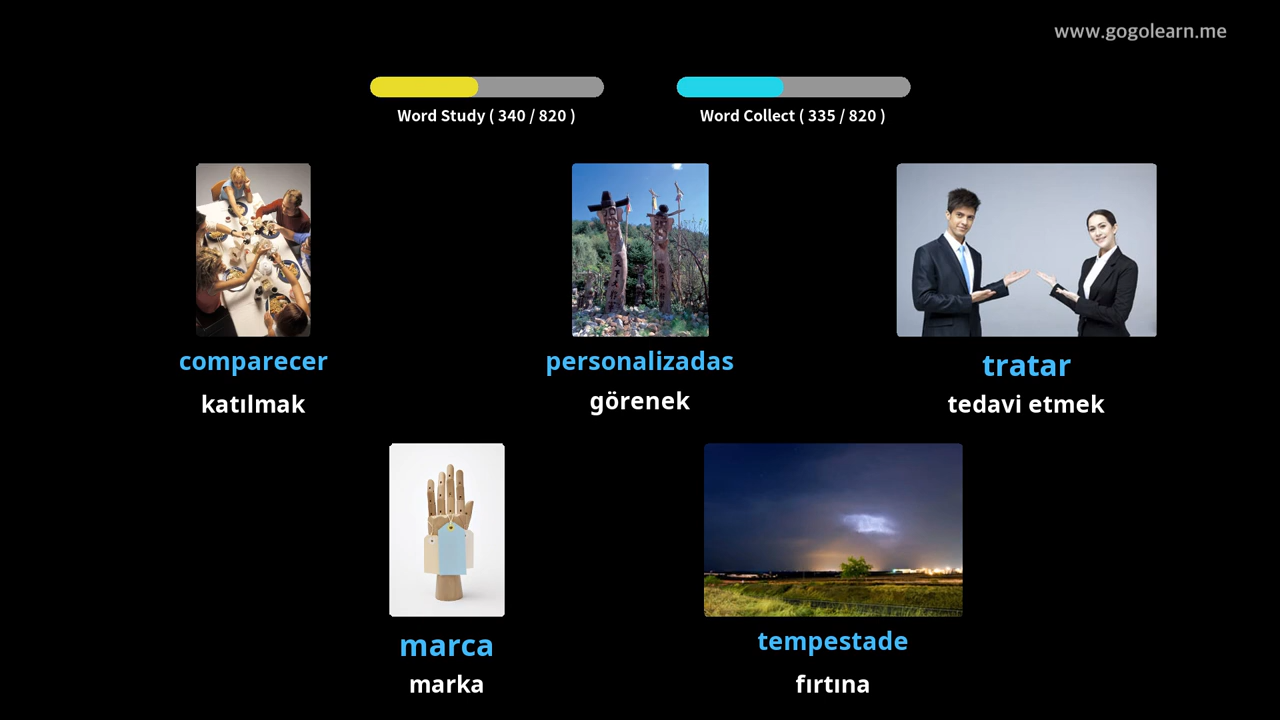 www.gogolearn.me
Word Study ( 340 / 820 )
Word Collect ( 335 / 820 )
comparecer
katılmak
personalizadas
görenek
tratar
tedavi etmek
marca
marka
tempestade
fırtına